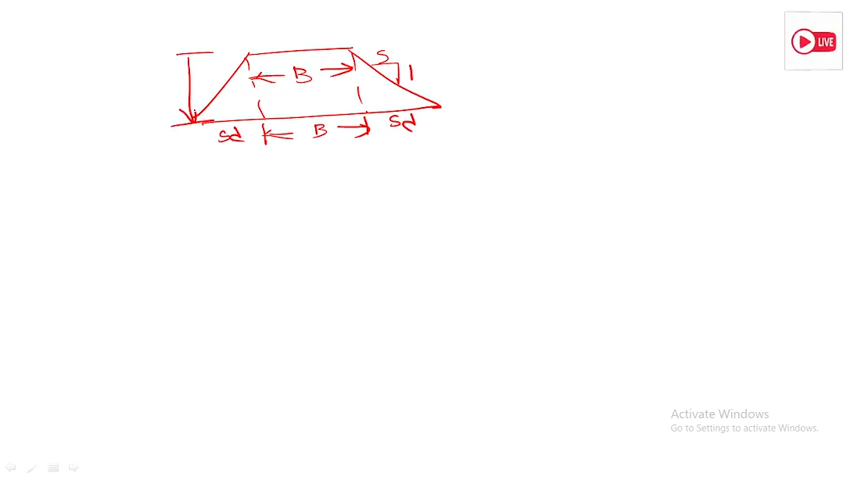 LIVE
S
B
1
Sd
B
Sd
Activate Windows
Go to Settings to activate Windows.